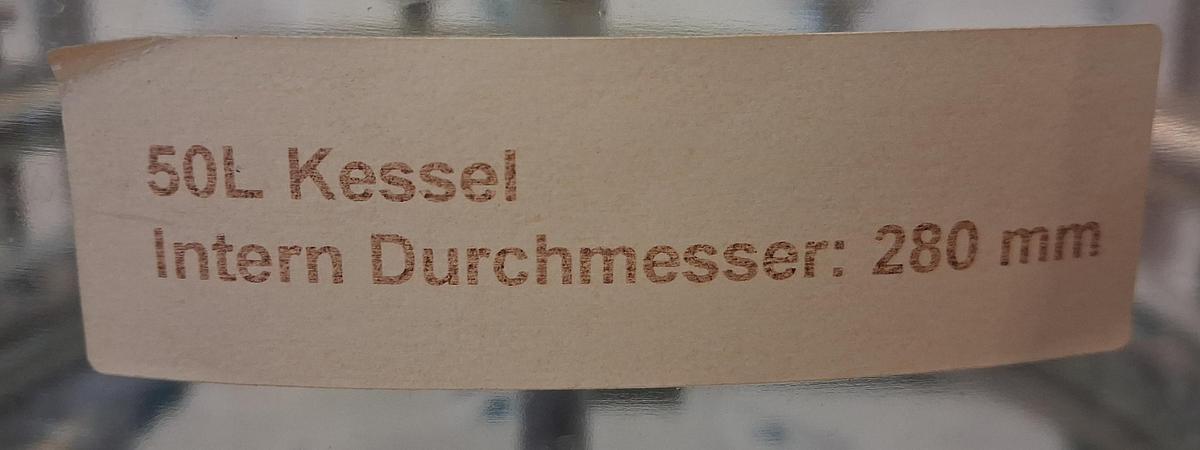 50L Kessel
Intern Durchmesser: 280 mm